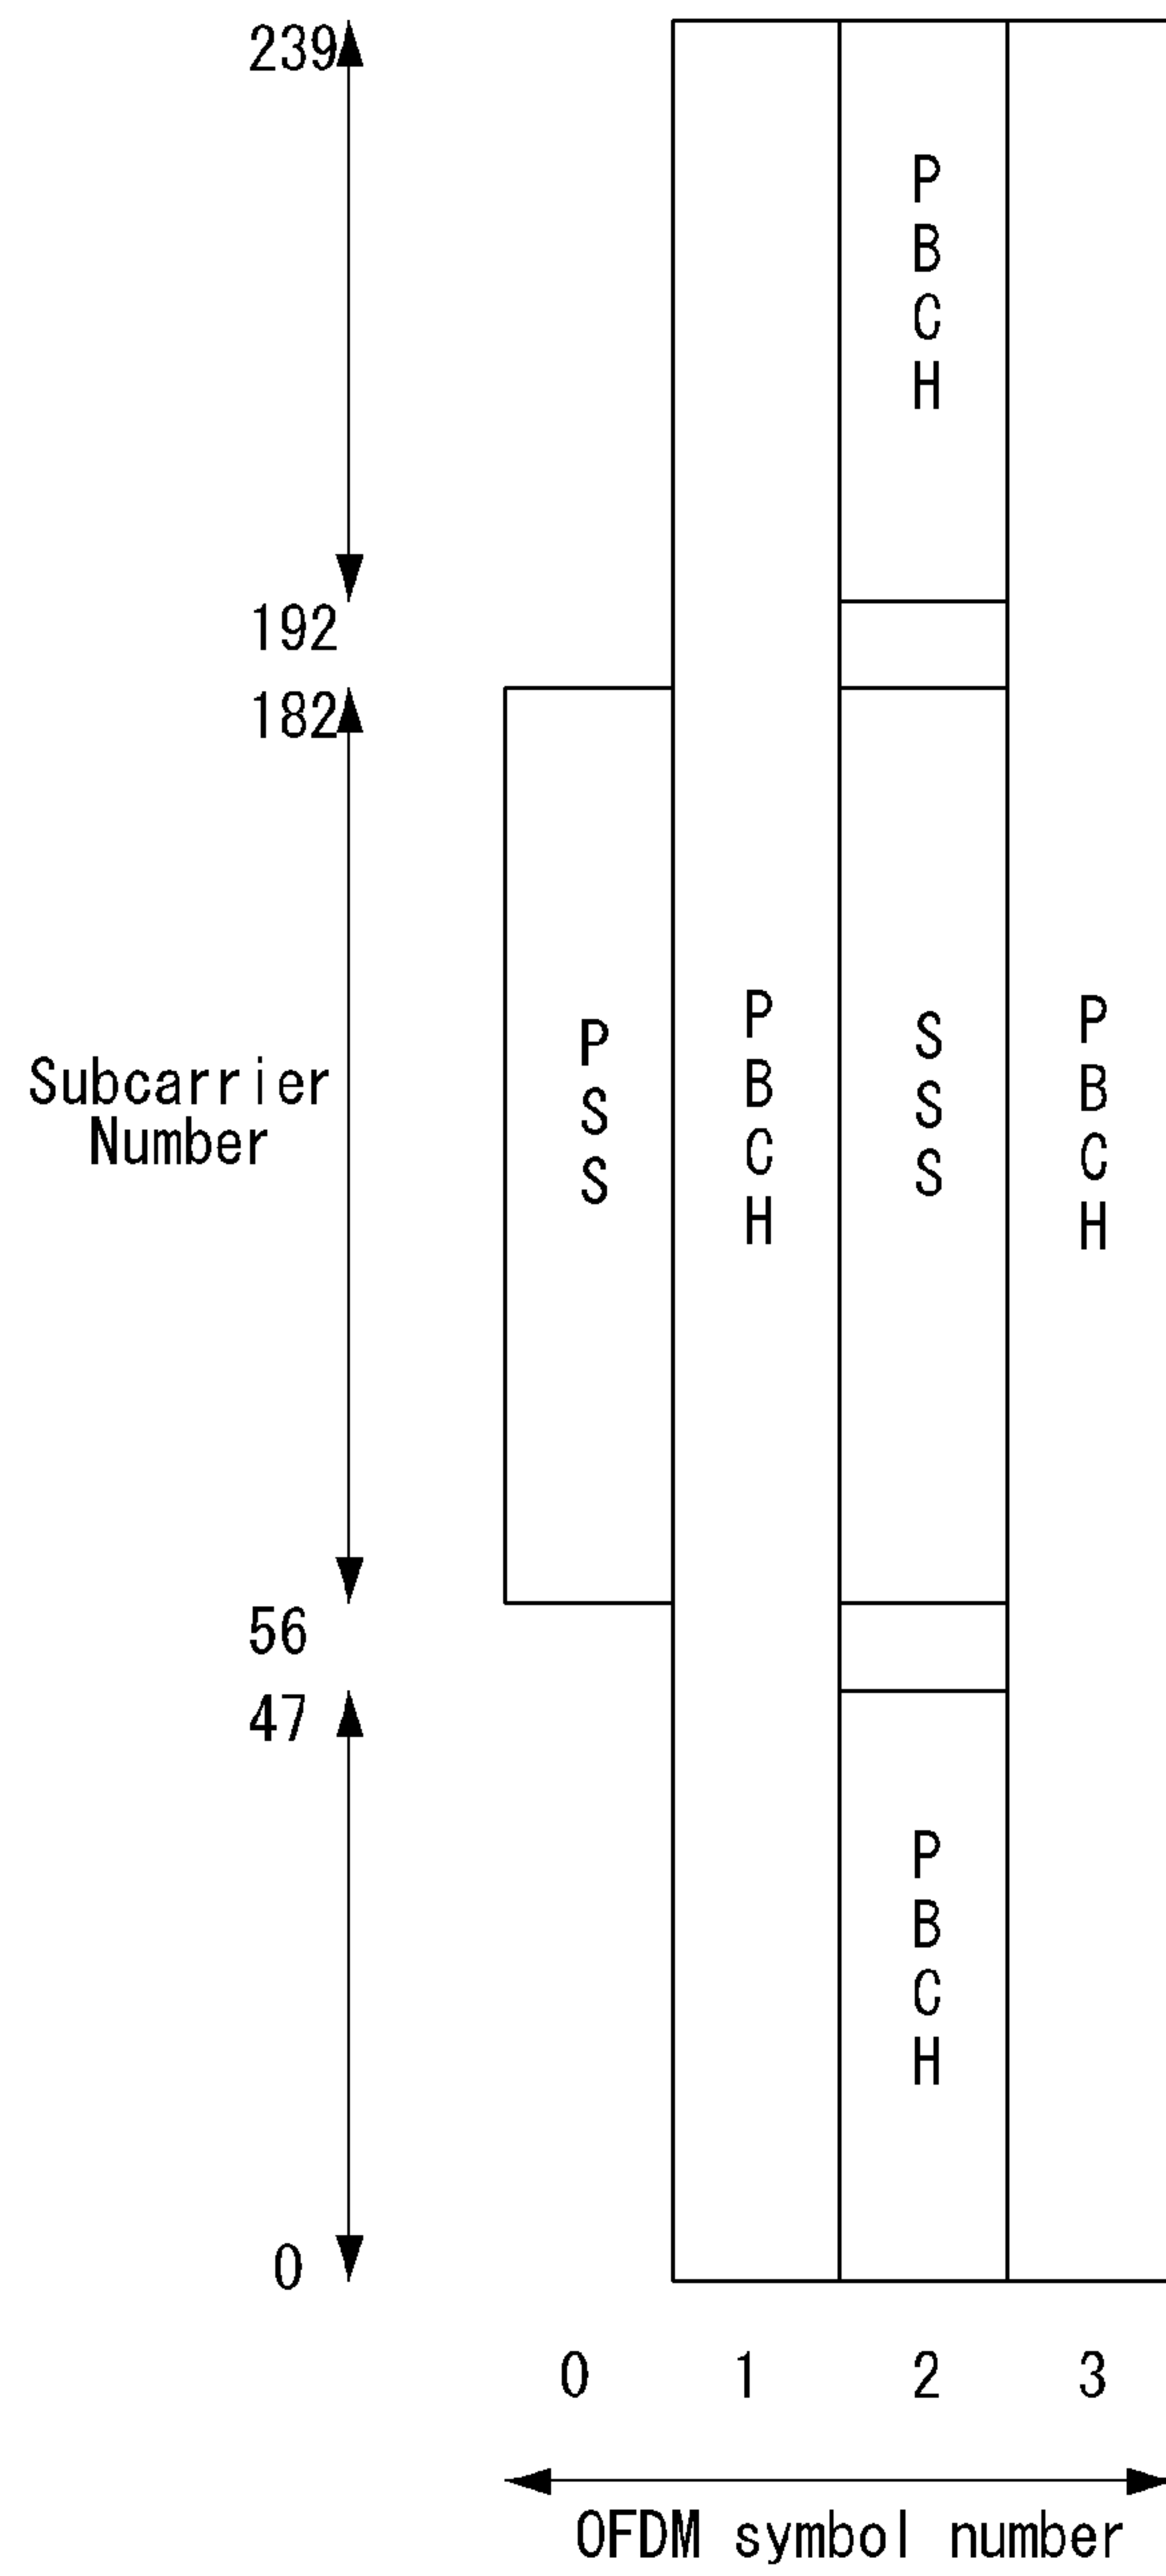 239
192
182
Subcarrier
Number
56
47
0
PBCH
PSS
PBCH
SSS
PBCH
PBCH
0 1 2 3
OFDM symbol number